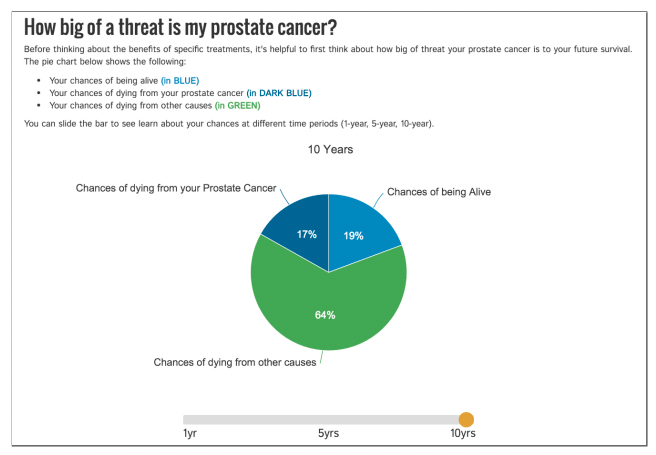 How big of a threat is my prostate cancer?
Before thinking about the benefits of specific treatments, it's helpful to first think about how big of threat your prostate cancer is to your future survival.
The pie chart below shows the following:
Your chances of being alive (in BLUE)
Your chances of dying from your prostate cancer (in DARK BLUE)
Your chances of dying from other causes (in GREEN)
You can slide the bar to see learn about your chances at different time periods (1-year, 5-year, 10-year).
10 Years
Chances of dying from your Prostate Cancer
Chances of being Alive
17%
19%
64%
Chances of dying from other causes
1yr
5yrs
10yrs